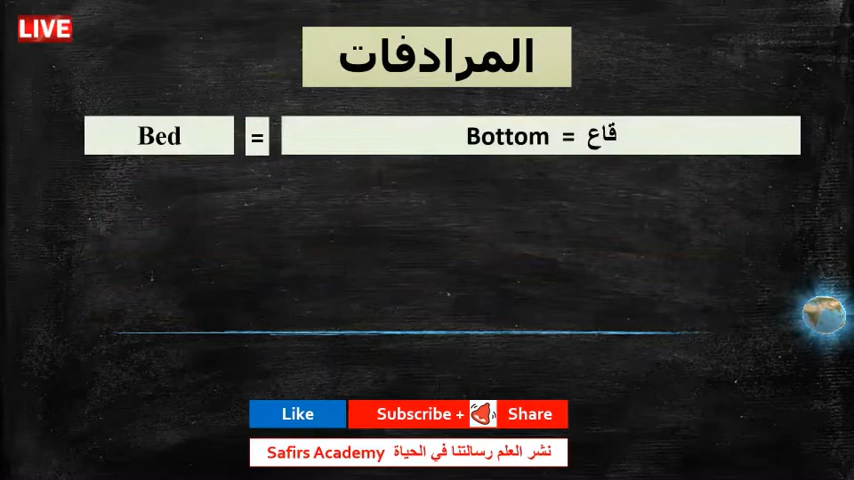 LIVE
المرادفات
Bed = Bottom = قاع
Like Subscribe + Share
Safirs Academy نشر العلم رسالتنا في الحياة